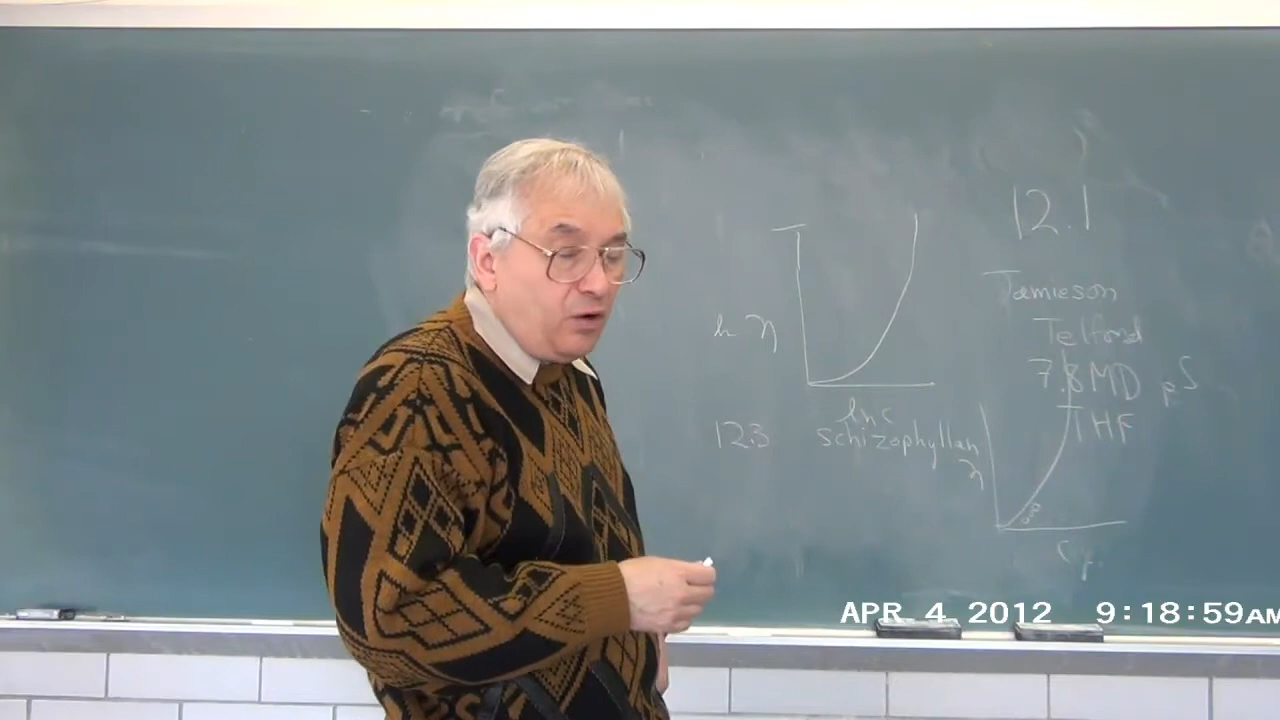 12.1
Jamieson
Telford
7.8MD pS
THF
ln η
ln c
12.3 schizophyllan
η
APR 4 2012 9:18:59AM